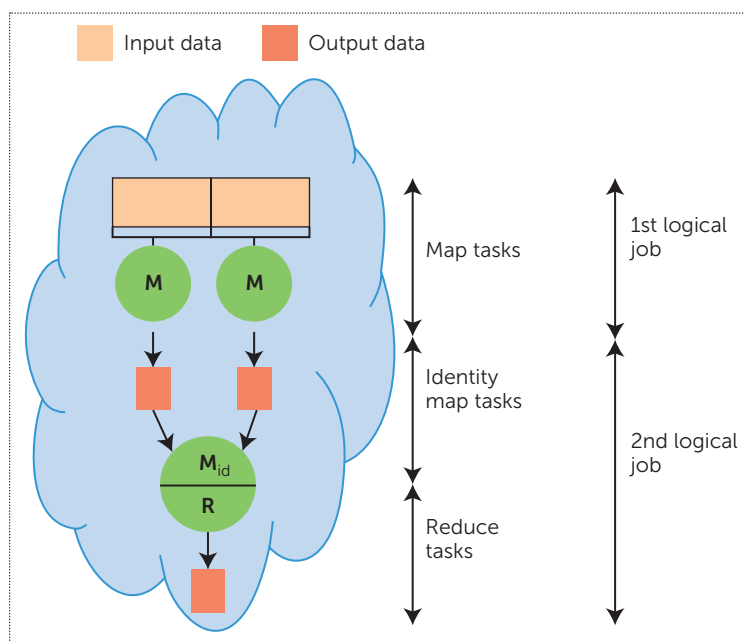 Input data
Output data
1st logical
job
Map tasks
M
M
Identity
map tasks
2nd logical
job
Mid
R
Reduce
tasks